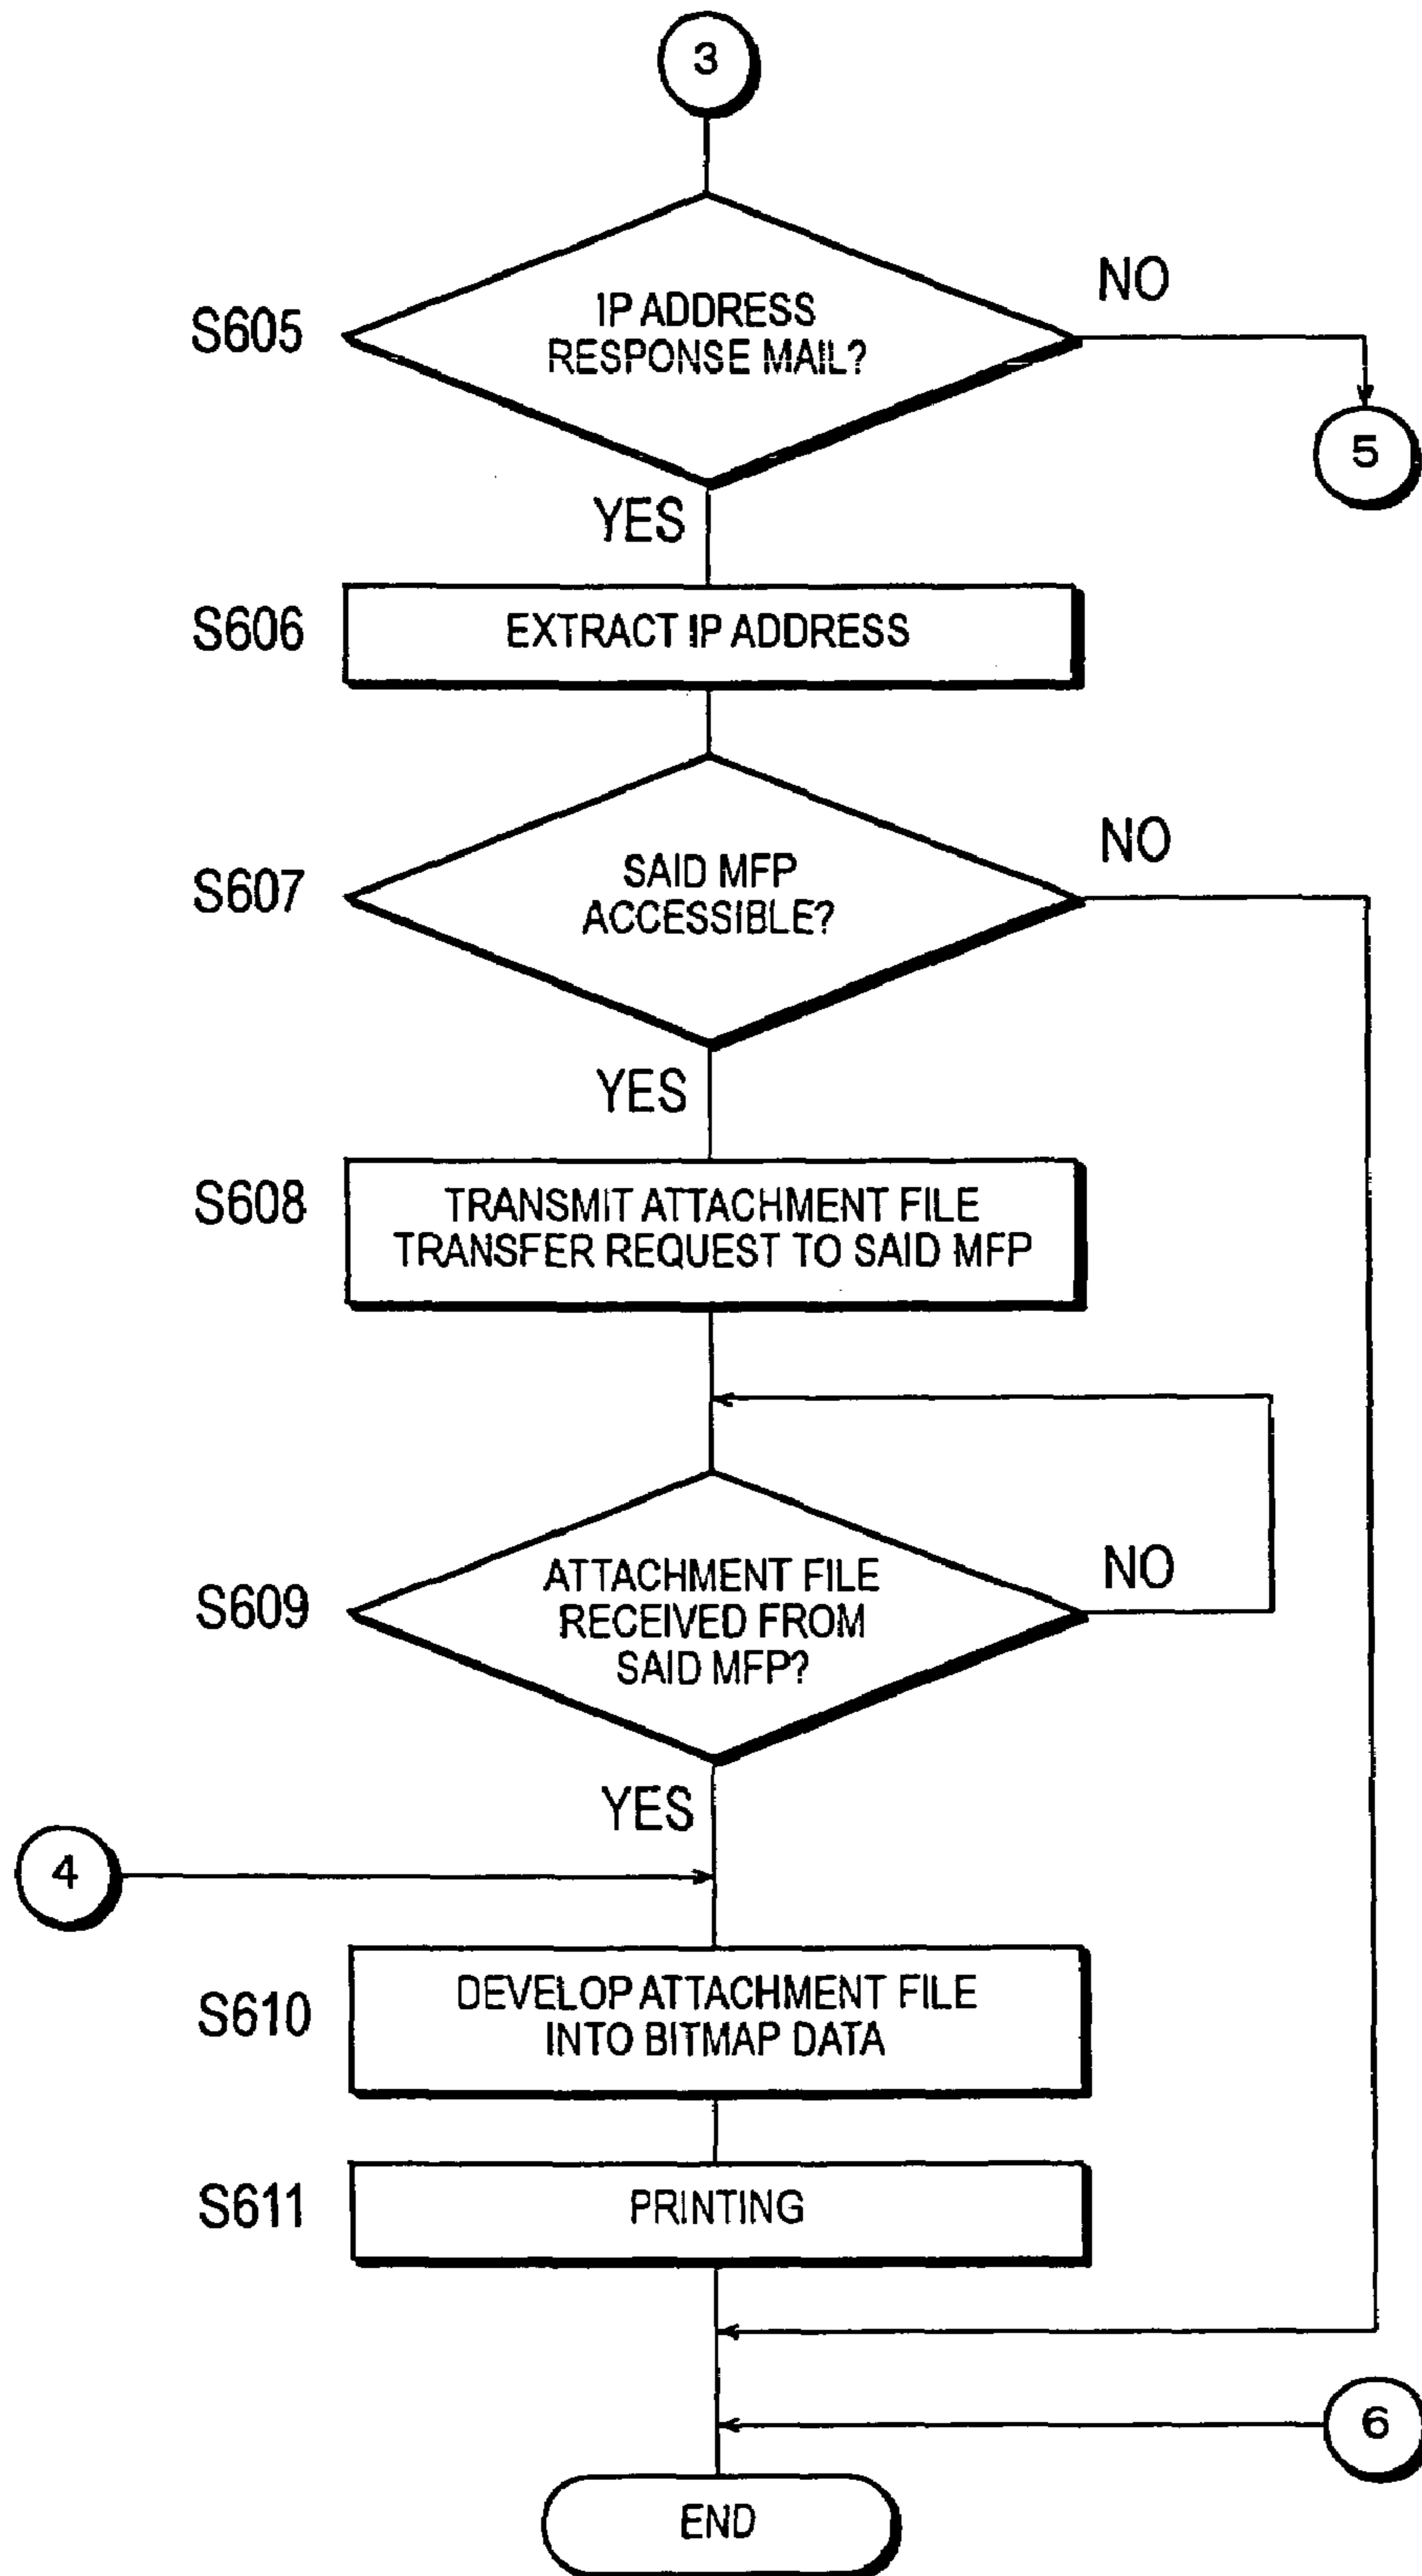 3
S605
IP ADDRESS
RESPONSE MAIL?
NO
5
YES
S606
EXTRACT IP ADDRESS
S607
SAID MFP
ACCESSIBLE?
NO
YES
S608
TRANSMIT ATTACHMENT FILE
TRANSFER REQUEST TO SAID MFP
S609
ATTACHMENT FILE
RECEIVED FROM
SAID MFP?
NO
YES
4
S610
DEVELOP ATTACHMENT FILE
INTO BITMAP DATA
S611
PRINTING
6
END